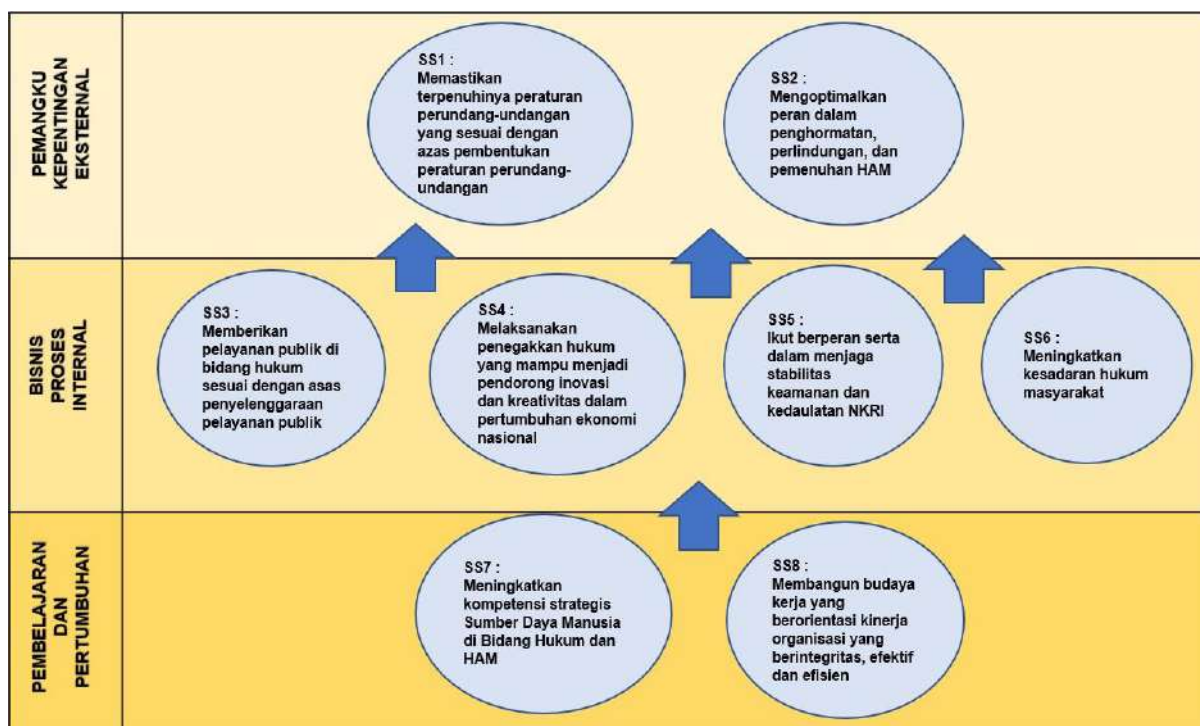 PEMANGKU
KEPENTINGAN
EKSTERNAL
SS1 :
Memastikan
terpenuhinya peraturan
perundang-undangan
yang sesuai dengan
azas pembentukan
peraturan perundang-
undangan
SS2 :
Mengoptimalkan
peran dalam
penghormatan,
perlindungan, dan
pemenuhan HAM
BISNIS
PROSES
INTERNAL
SS3 :
Memberikan
pelayanan publik di
bidang hukum
sesuai dengan asas
penyelenggaraan
pelayanan publik
SS4 :
Melaksanakan
penegakkan hukum
yang mampu menjadi
pendorong inovasi
dan kreativitas dalam
pertumbuhan ekonomi
nasional
SS5 :
Ikut berperan serta
dalam menjaga
stabilitas
keamanan dan
kedaulatan NKRI
SS6 :
Meningkatkan
kesadaran hukum
masyarakat
PEMBELAJARAN
DAN
PERTUMBUHAN
SS7 :
Meningkatkan
kompetensi strategis
Sumber Daya Manusia
di Bidang Hukum dan
HAM
SS8 :
Membangun budaya
kerja yang
berorientasi kinerja
organisasi yang
berintegritas, efektif
dan efisien